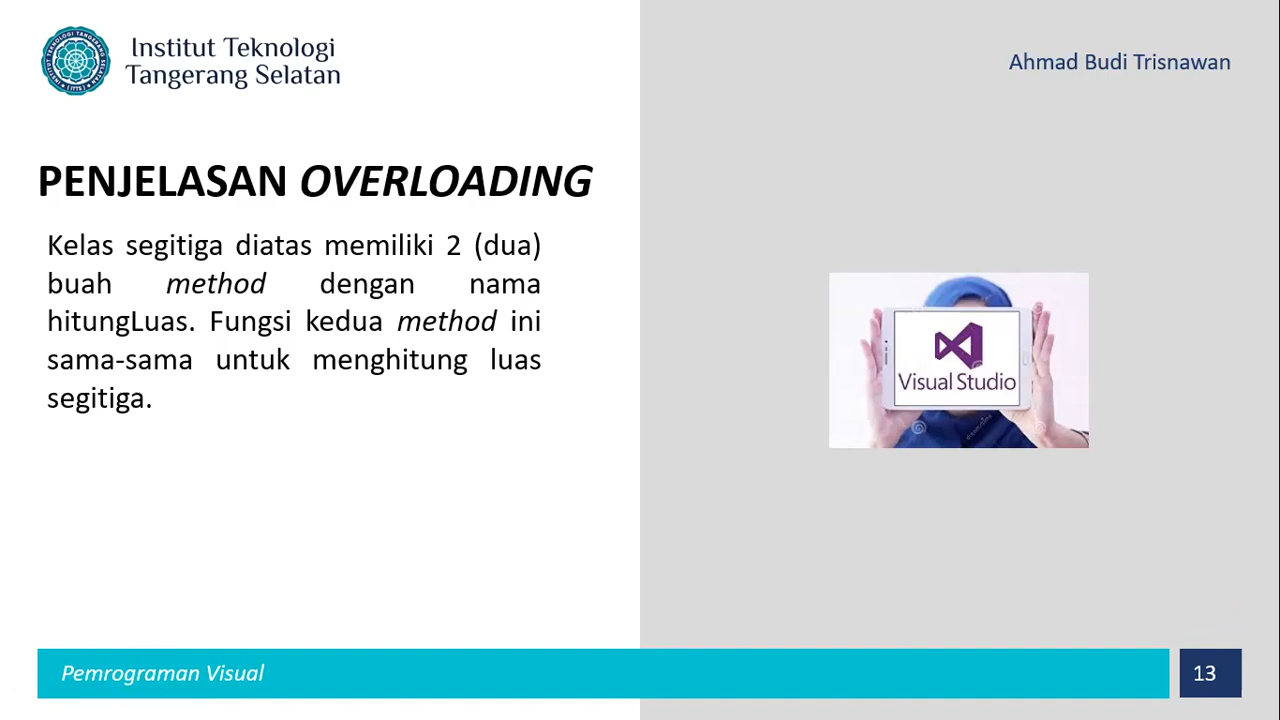 Institut Teknologi
Tangerang Selatan
Ahmad Budi Trisnawan
PENJELASAN OVERLOADING
Kelas segitiga diatas memiliki 2 (dua)
buah method dengan nama
hitungLuas. Fungsi kedua method ini
sama-sama untuk menghitung luas
segitiga.
Visual Studio
Pemrograman Visual
13